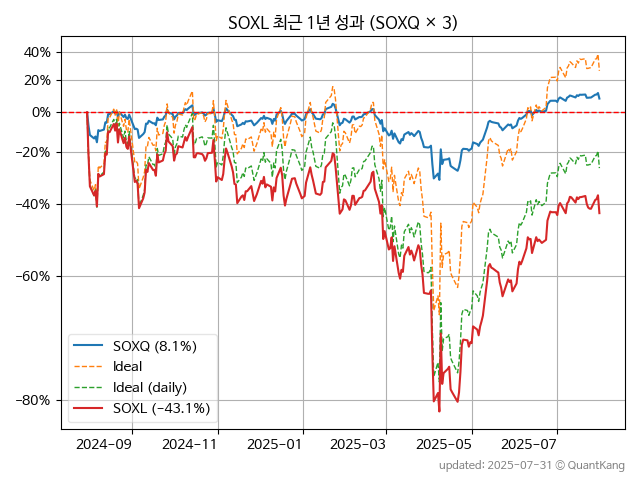 SOXL 최근 1년 성과 (SOXQ × 3)
40%
20%
0%
−20%
−40%
−60%
−80%
SOXQ (8.1%)
Ideal
Ideal (daily)
SOXL (−43.1%)
2024−09
2024−11
2025−01
2025−03
2025−05
2025−07
updated: 2025−07−31 © QuantKang